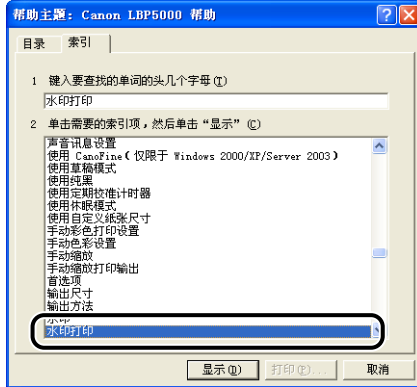 帮助主题: Canon LBP5000 帮助
目录 索引
1 键入要查找的单词的头几个字母(T)
水印打印
2 单击需要的索引项，然后单击“显示”(C)
声音讯息设置
使用 CanoFine(仅限于 Windows 2000/XP/Server 2003)
使用草稿模式
使用纯黑
使用定期校准计时器
使用休眠模式
使用自定义纸张尺寸
手动彩色打印设置
手动色彩设置
手动缩放
手动缩放打印输出
首选项
输出尺寸
输出方法
水印
水印打印
显示(D) 打印(P)... 取消